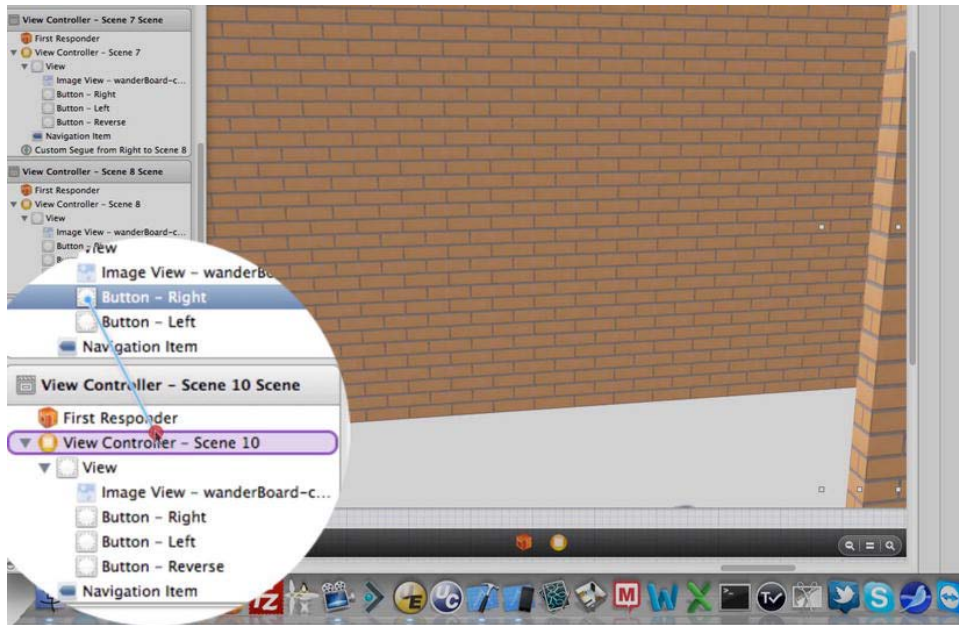 View Controller – Scene 7 Scene
First Responder
View Controller – Scene 7
View
Image View – wanderBoard-c...
Button – Right
Button – Left
Button – Reverse
Navigation Item
Custom Segue from Right to Scene 8
View Controller – Scene 8 Scene
First Responder
View Controller – Scene 8
View
Image View – wanderBoard-c...
Button –
View
Image View – wanderBo
Button – Right
Button – Left
Navigation Item
View Controller – Scene 10 Scene
First Responder
View Controller – Scene 10
View
Image View – wanderBoard-c...
Button – Right
Button – Left
Button – Reverse
Navigation Item